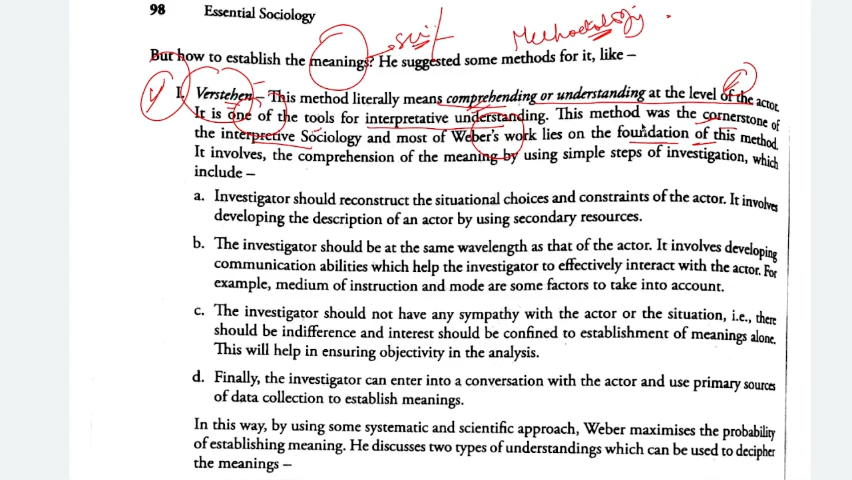 98 Essential Sociology
Methodology
But how to establish the meanings? He suggested some methods for it, like –
I. Verstehen – This method literally means comprehending or understanding at the level of the actor.
It is one of the tools for interpretative understanding. This method was the cornerstone of
the interpretive Sociology and most of Weber's work lies on the foundation of this method.
It involves, the comprehension of the meaning by using simple steps of investigation, which
include –
a. Investigator should reconstruct the situational choices and constraints of the actor. It involves
developing the description of an actor by using secondary resources.
b. The investigator should be at the same wavelength as that of the actor. It involves developing
communication abilities which help the investigator to effectively interact with the actor. For
example, medium of instruction and mode are some factors to take into account.
c. The investigator should not have any sympathy with the actor or the situation, i.e., there
should be indifference and interest should be confined to establishment of meanings alone.
This will help in ensuring objectivity in the analysis.
d. Finally, the investigator can enter into a conversation with the actor and use primary sources
of data collection to establish meanings.
In this way, by using some systematic and scientific approach, Weber maximises the probability
of establishing meaning. He discusses two types of understandings which can be used to decipher
the meanings –